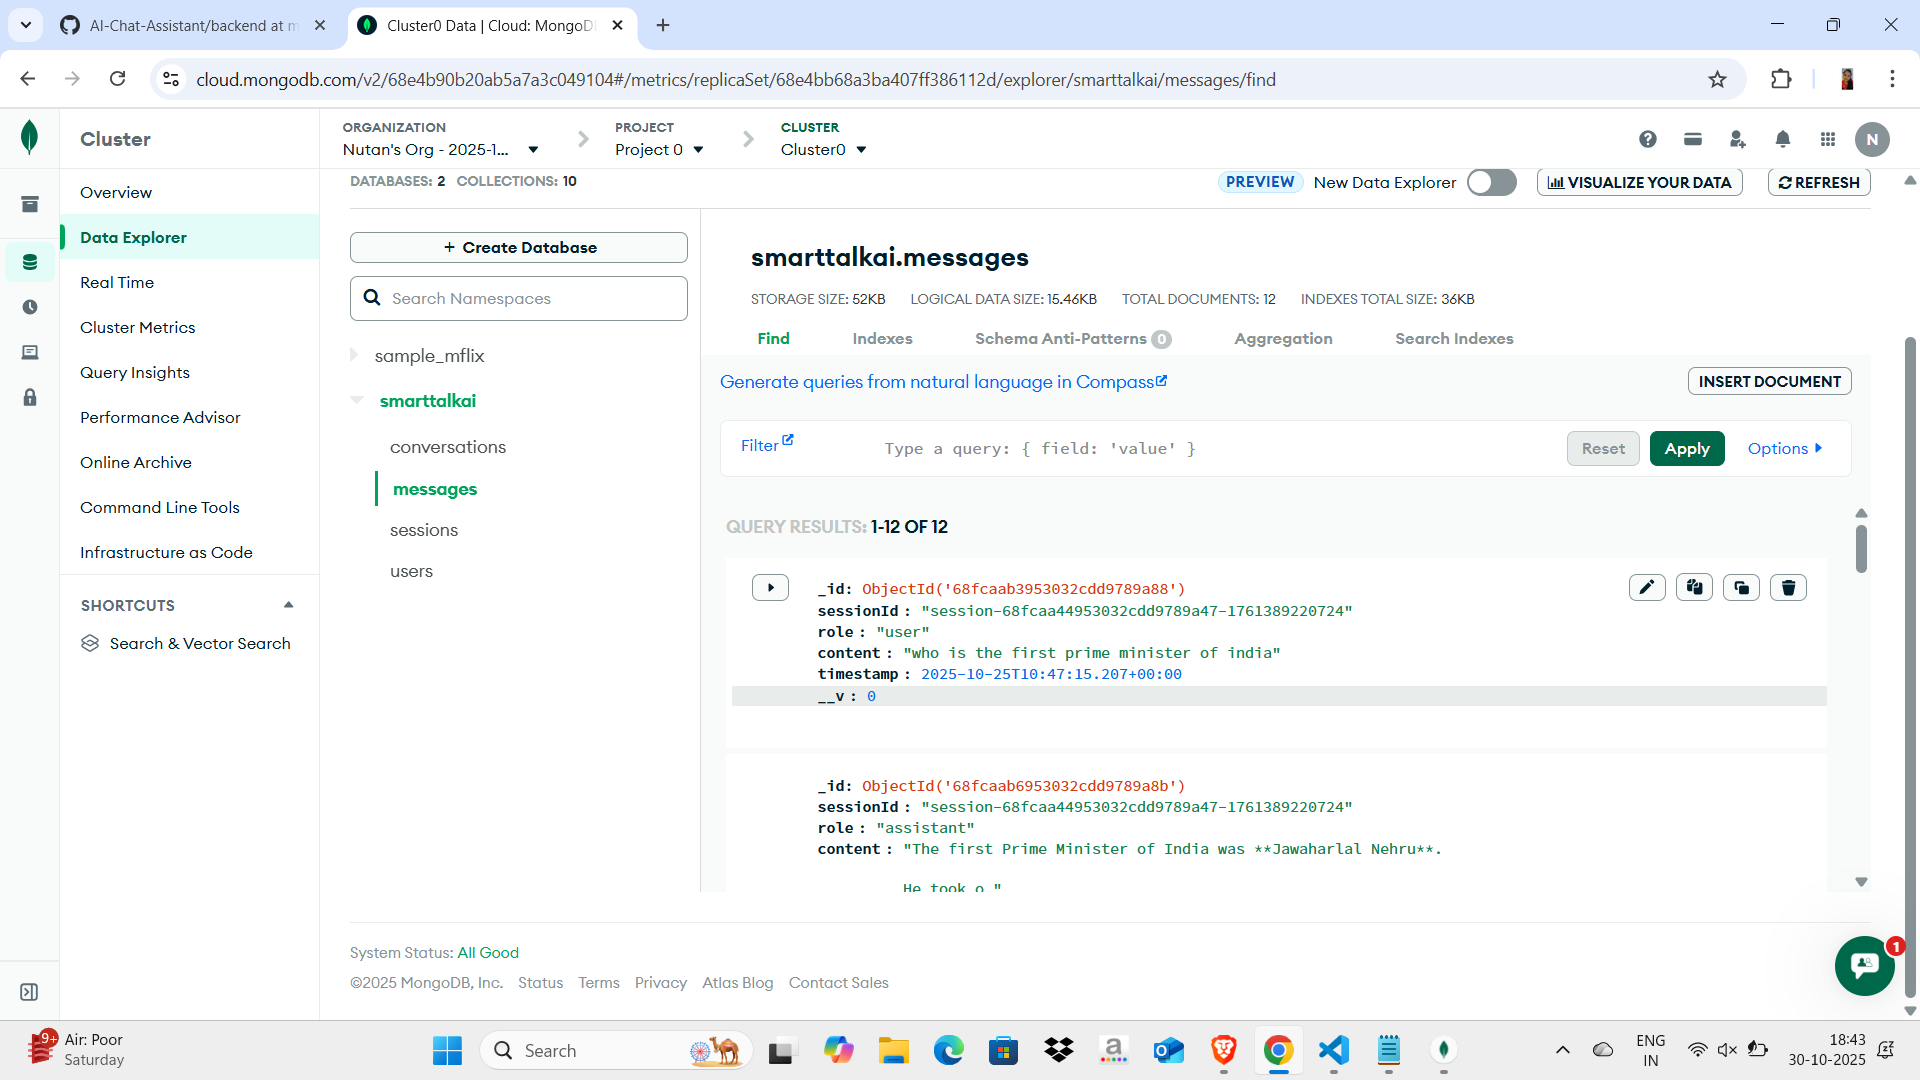 AI-Chat-Assistant/backend at m
Cluster0 Data | Cloud: MongoD
cloud.mongodb.com/v2/68e4b90b20ab5a7a3c049104#/metrics/replicaSet/68e4bb68a3ba407ff386112d/explorer/smarttalkai/messages/find
Cluster
ORGANIZATION
Nutan's Org - 2025-1...
PROJECT
Project 0
CLUSTER
Cluster0
N
Overview
Data Explorer
Real Time
Cluster Metrics
Query Insights
Performance Advisor
Online Archive
Command Line Tools
Infrastructure as Code
SHORTCUTS
Search & Vector Search
DATABASES: 2 COLLECTIONS: 10
PREVIEW New Data Explorer
VISUALIZE YOUR DATA
REFRESH
+ Create Database
Search Namespaces
sample_mflix
smarttalkai
conversations
messages
sessions
users
smarttalkai.messages
STORAGE SIZE: 52KB LOGICAL DATA SIZE: 15.46KB TOTAL DOCUMENTS: 12 INDEXES TOTAL SIZE: 36KB
Find Indexes Schema Anti-Patterns 0 Aggregation Search Indexes
Generate queries from natural language in Compass
INSERT DOCUMENT
Filter
Type a query: { field: 'value' }
Reset
Apply
Options
QUERY RESULTS: 1-12 OF 12
_id: ObjectId('68fcaab3953032cdd9789a88')
sessionId: "session-68fcaa44953032cdd9789a47-1761389220724"
role: "user"
content: "who is the first prime minister of india"
timestamp: 2025-10-25T10:47:15.207+00:00
__v: 0
_id: ObjectId('68fcaab6953032cdd9789a8b')
sessionId: "session-68fcaa44953032cdd9789a47-1761389220724"
role: "assistant"
content: "The first Prime Minister of India was **Jawaharlal Nehru**.
He took o…"
System Status: All Good
©2025 MongoDB, Inc. Status Terms Privacy Atlas Blog Contact Sales
1
9+
Air: Poor
Saturday
Search
a
ENG
IN
18:43
30-10-2025